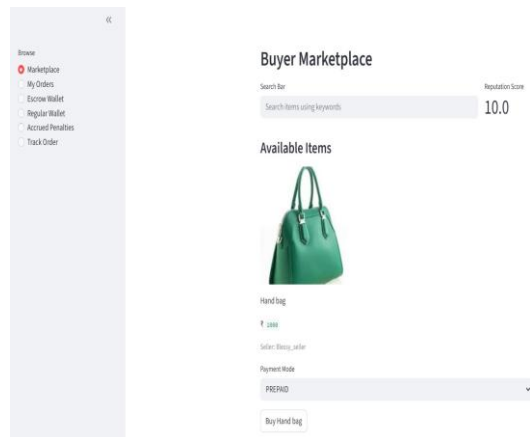 Browse
Marketplace
My Orders
Escrow Wallet
Regular Wallet
Accrued Penalties
Track Order
Buyer Marketplace
Search Bar
Reputation Score
Search items using keywords
10.0
Available Items
Hand bag
₹
Seller:
Payment Mode
PREPAID
Buy Hand bag